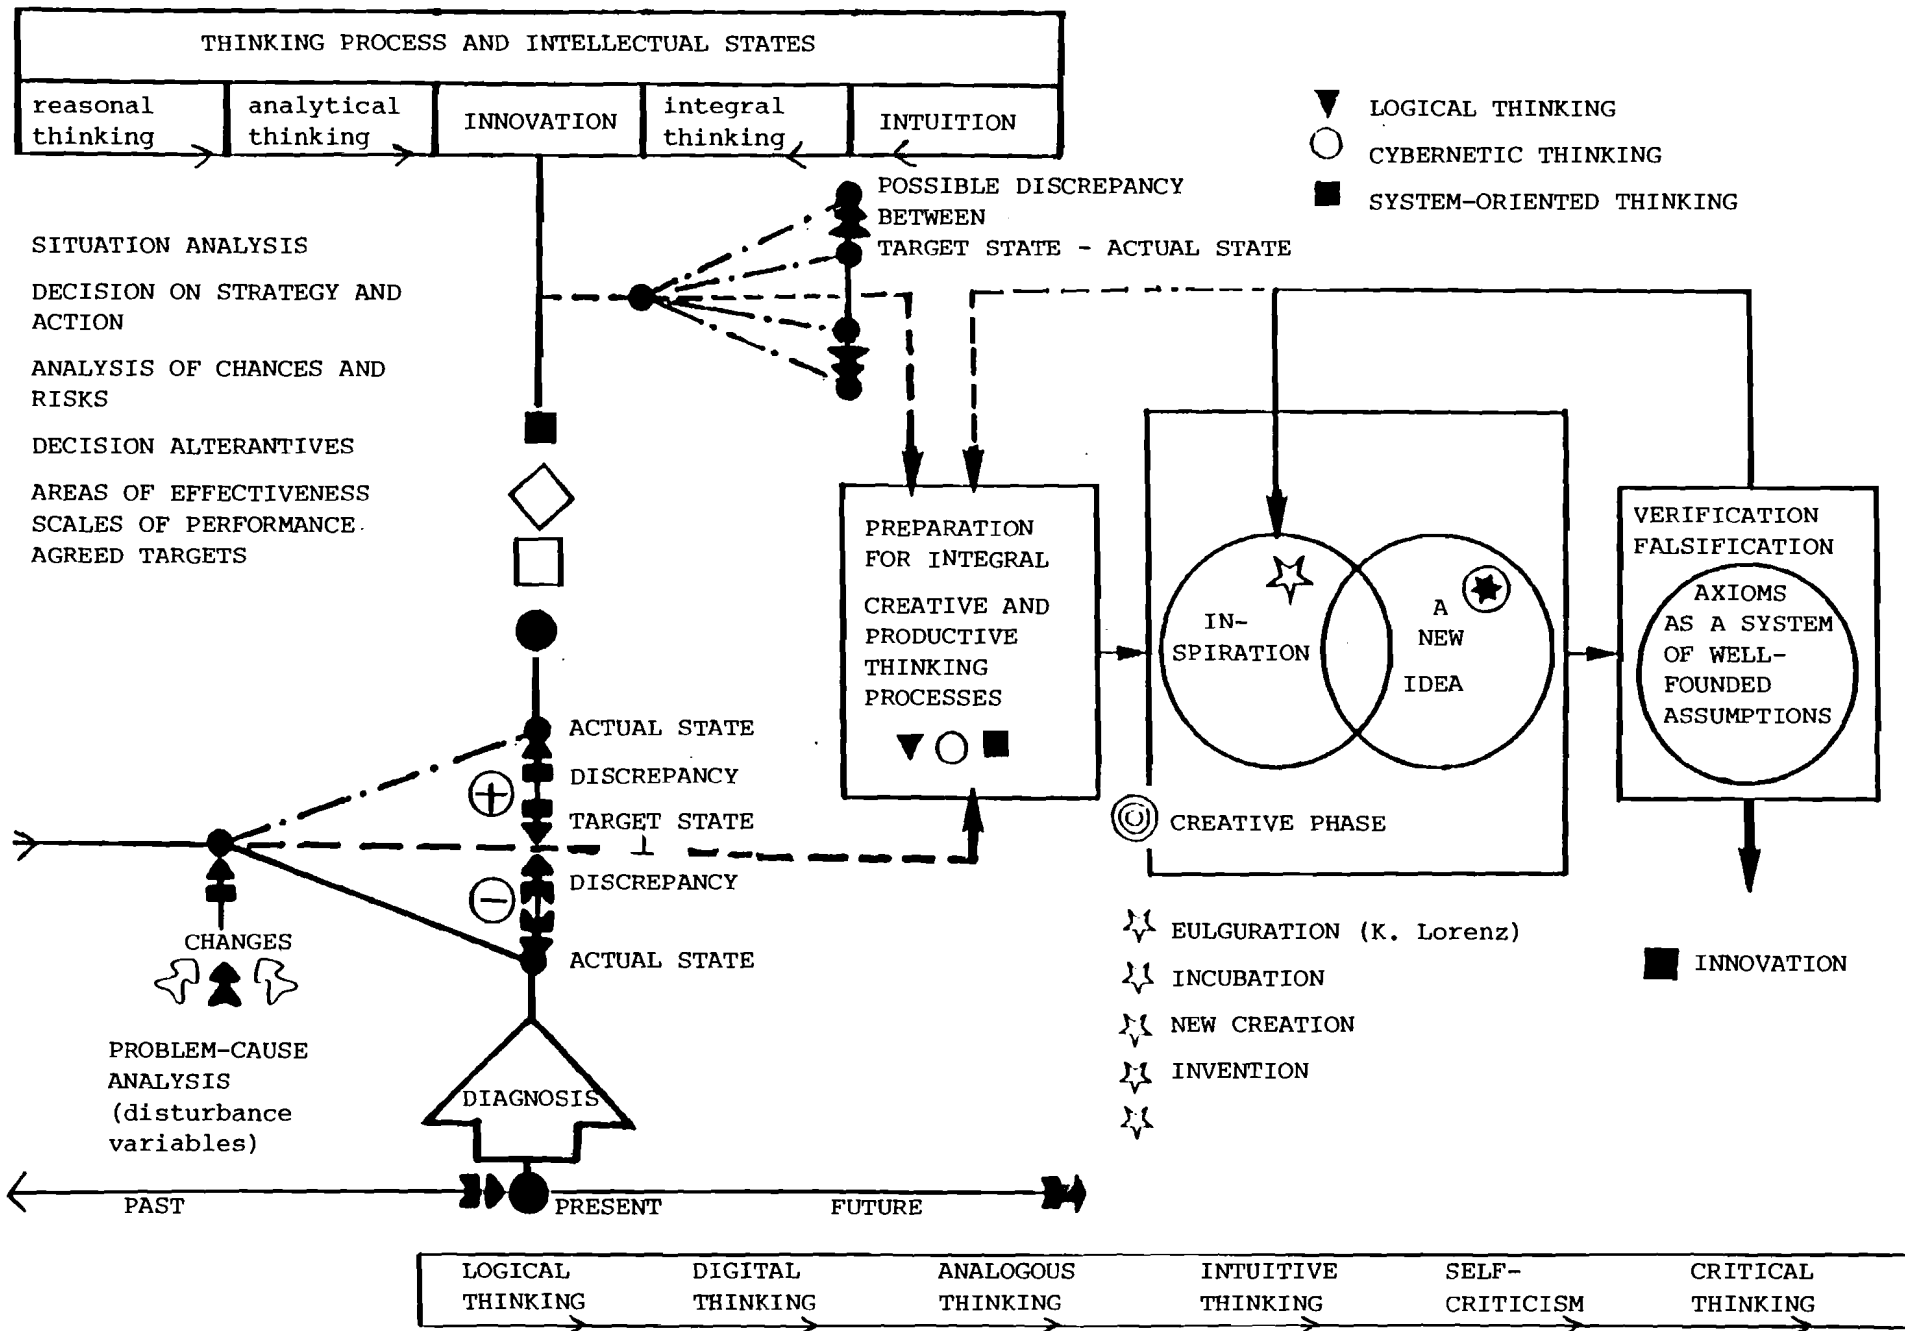 THINKING PROCESS AND INTELLECTUAL STATES
reasonal
thinking
analytical
thinking
INNOVATION
integral
thinking
INTUITION
LOGICAL THINKING
CYBERNETIC THINKING
SYSTEM-ORIENTED THINKING
POSSIBLE DISCREPANCY
BETWEEN
TARGET STATE - ACTUAL STATE
SITUATION ANALYSIS
DECISION ON STRATEGY AND
ACTION
ANALYSIS OF CHANCES AND
RISKS
DECISION ALTERANTIVES
AREAS OF EFFECTIVENESS
SCALES OF PERFORMANCE
AGREED TARGETS
PREPARATION
FOR INTEGRAL
CREATIVE AND
PRODUCTIVE
THINKING
PROCESSES
IN-
SPIRATION
A
NEW
IDEA
VERIFICATION
FALSIFICATION
AXIOMS
AS A SYSTEM
OF WELL-
FOUNDED
ASSUMPTIONS
ACTUAL STATE
DISCREPANCY
+
TARGET STATE
DISCREPANCY
-
ACTUAL STATE
CREATIVE PHASE
CHANGES
PROBLEM-CAUSE
ANALYSIS
(disturbance
variables)
DIAGNOSIS
EULGURATION (K. Lorenz)
INCUBATION
NEW CREATION
INVENTION
INNOVATION
PAST
PRESENT
FUTURE
LOGICAL
THINKING
DIGITAL
THINKING
ANALOGOUS
THINKING
INTUITIVE
THINKING
SELF-
CRITICISM
CRITICAL
THINKING